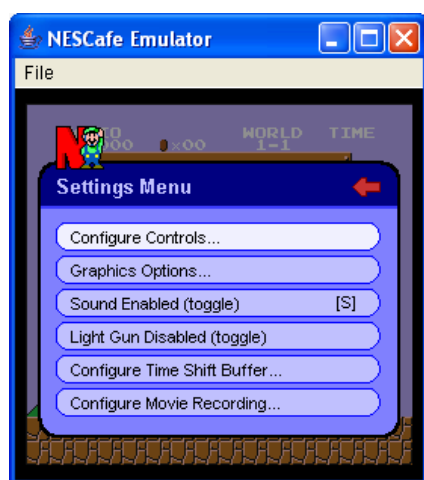 NESCafe Emulator
File
WORLD TIME
×00 1-1
N
Settings Menu
Configure Controls...
Graphics Options...
Sound Enabled (toggle) [S]
Light Gun Disabled (toggle)
Configure Time Shift Buffer...
Configure Movie Recording...